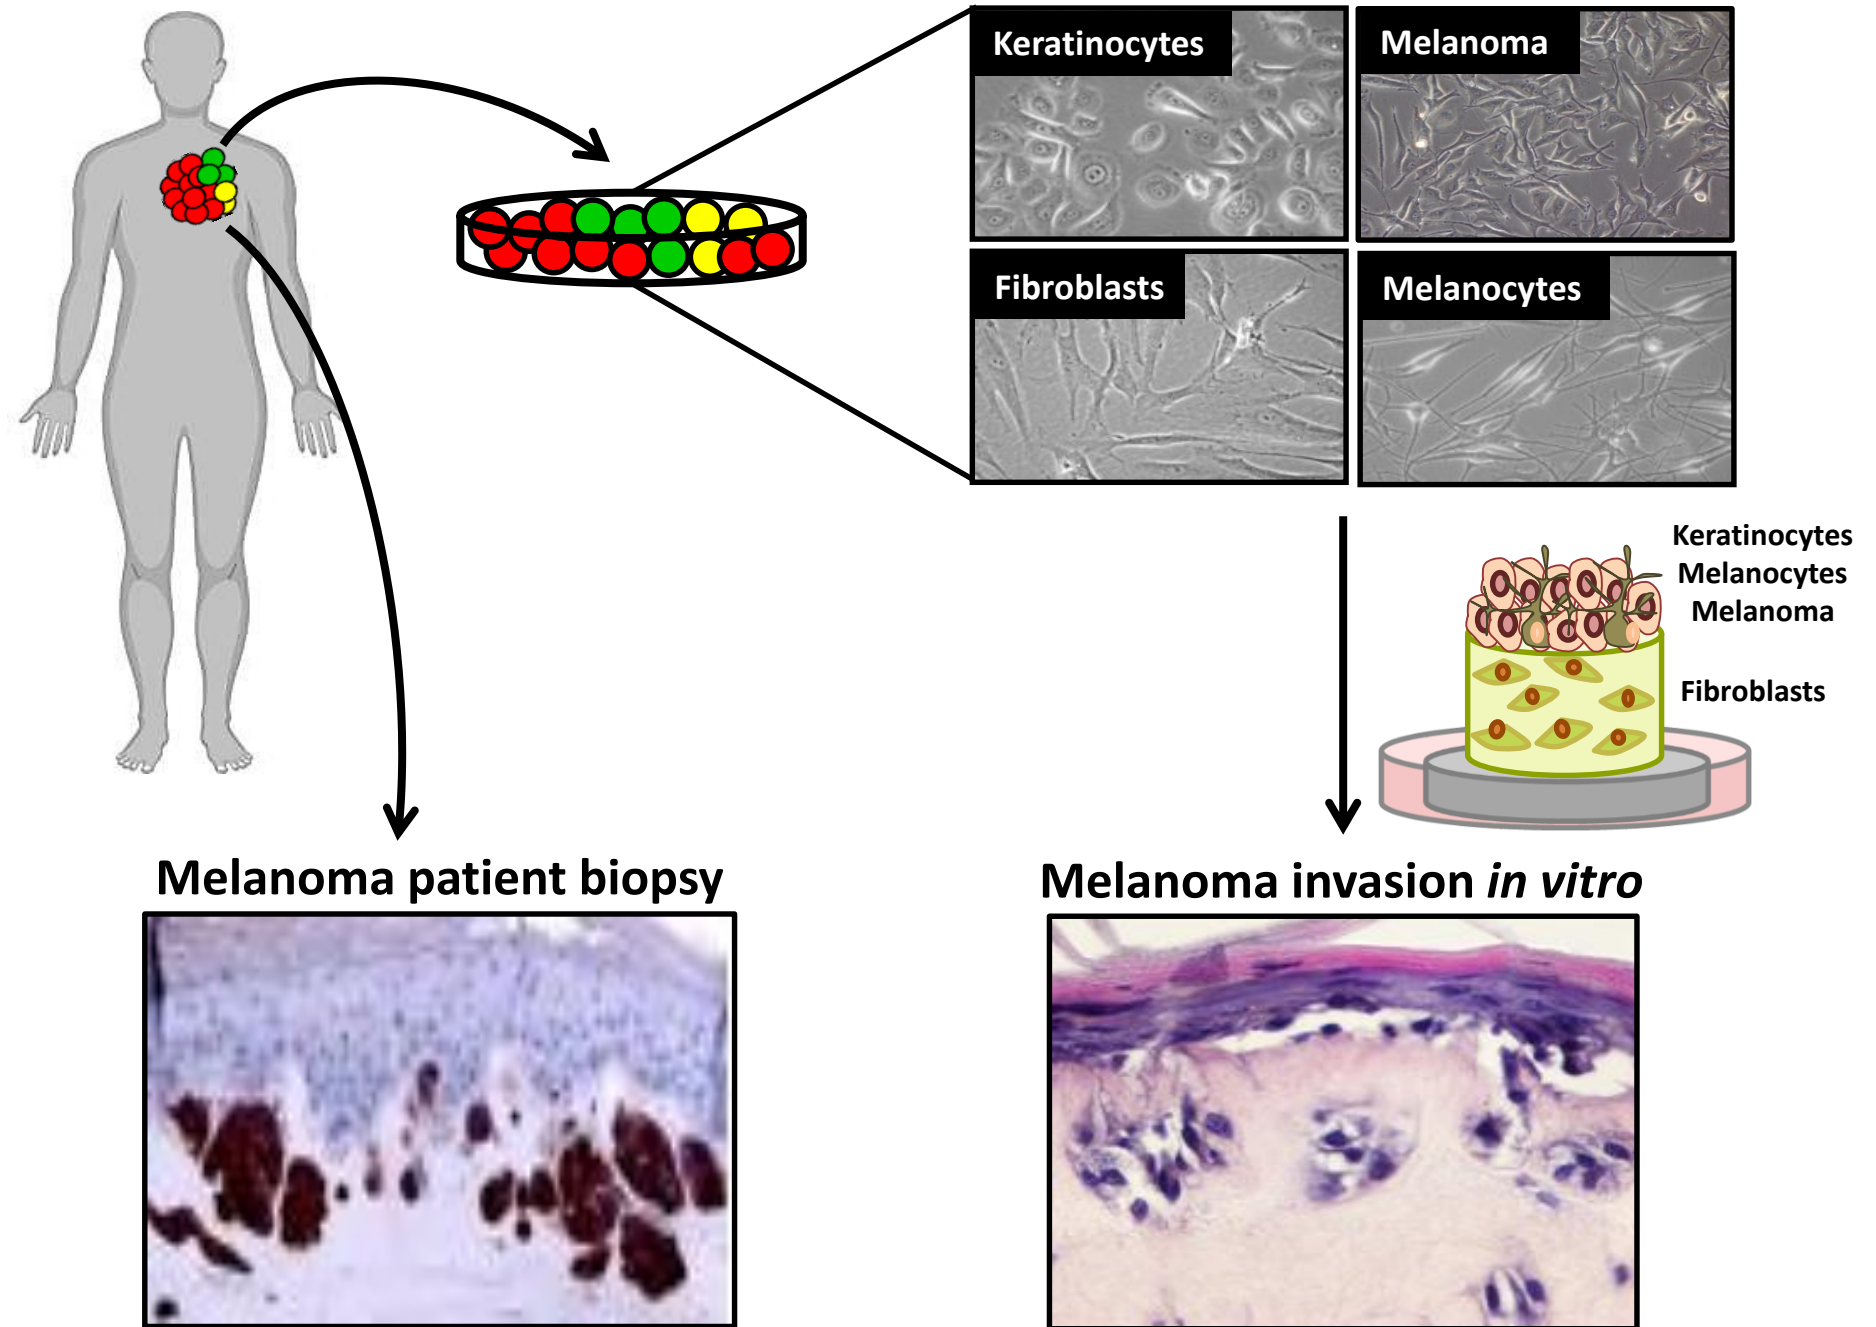 Keratinocytes
Melanoma
Fibroblasts
Melanocytes
Keratinocytes
Melanocytes
Melanoma
Fibroblasts
Melanoma patient biopsy
Melanoma invasion in vitro